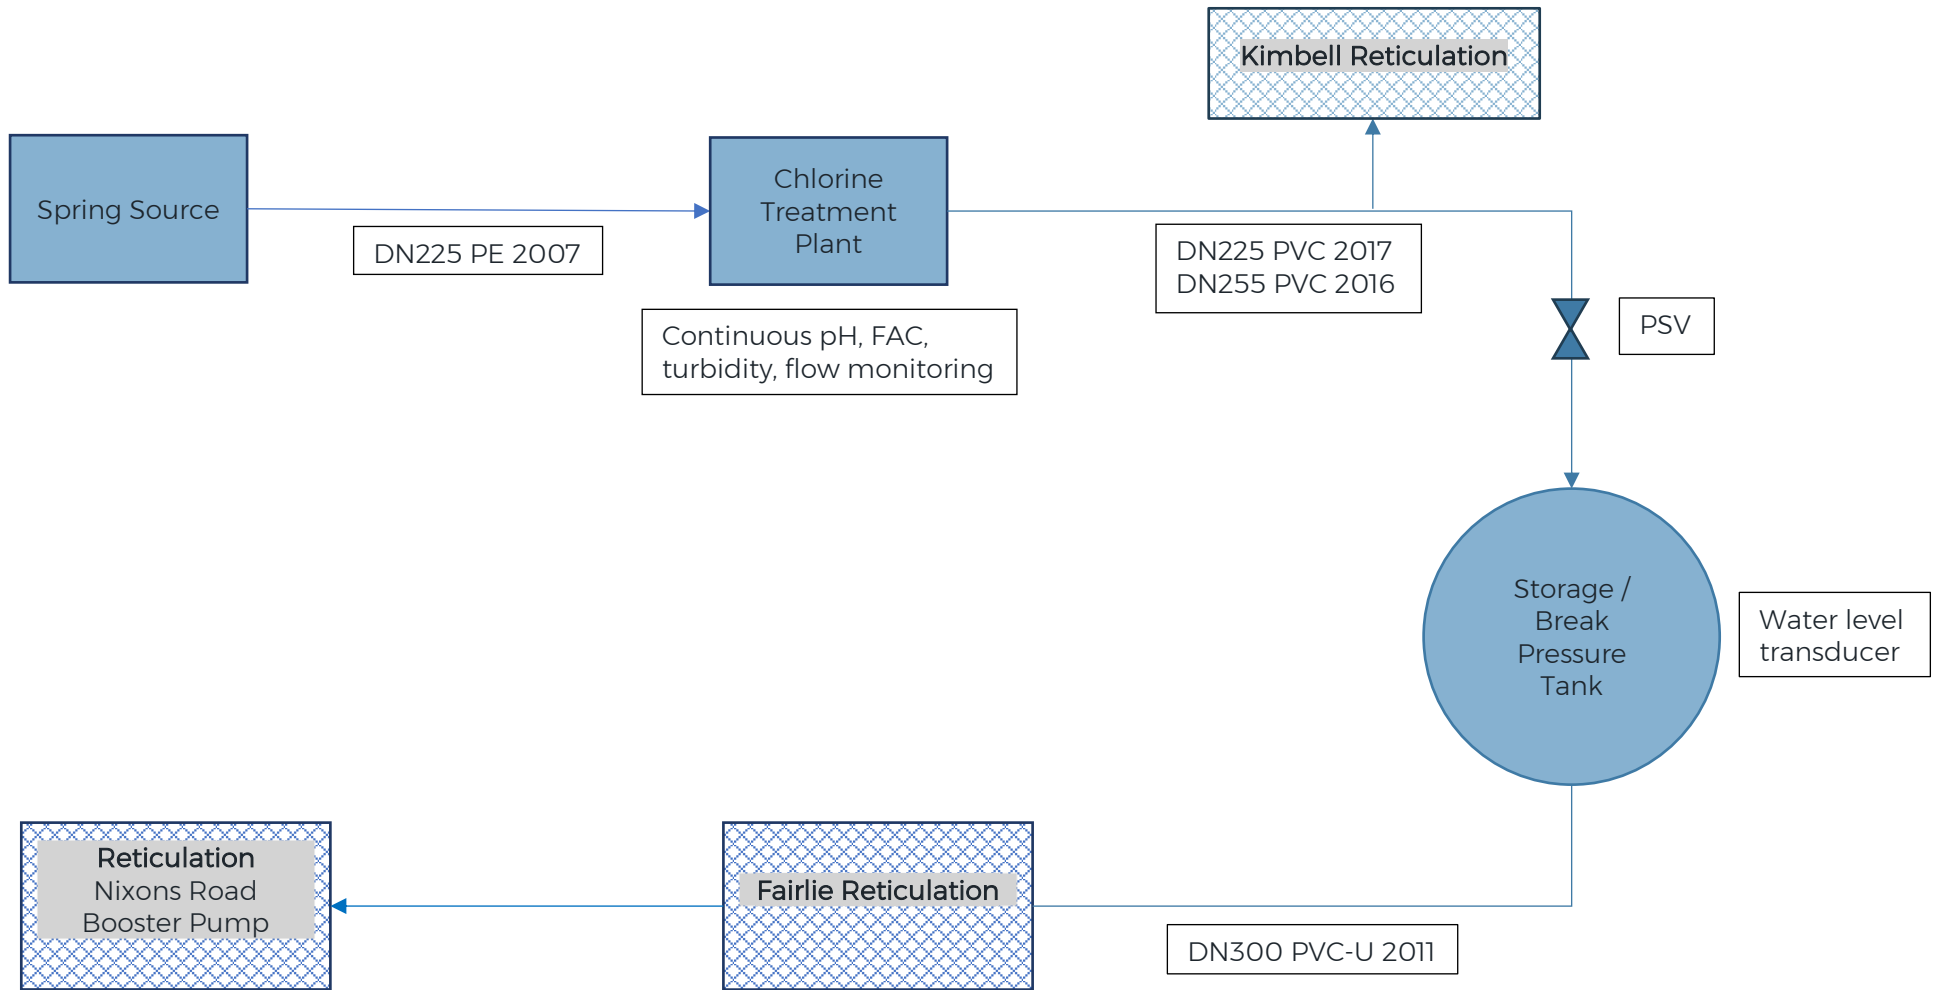 Kimbell Reticulation
Spring Source
DN225 PE 2007
Chlorine
Treatment
Plant
Continuous pH, FAC,
turbidity, flow monitoring
DN225 PVC 2017
DN255 PVC 2016
PSV
Storage /
Break
Pressure
Tank
Water level
transducer
Reticulation
Nixons Road
Booster Pump
Fairlie Reticulation
DN300 PVC-U 2011